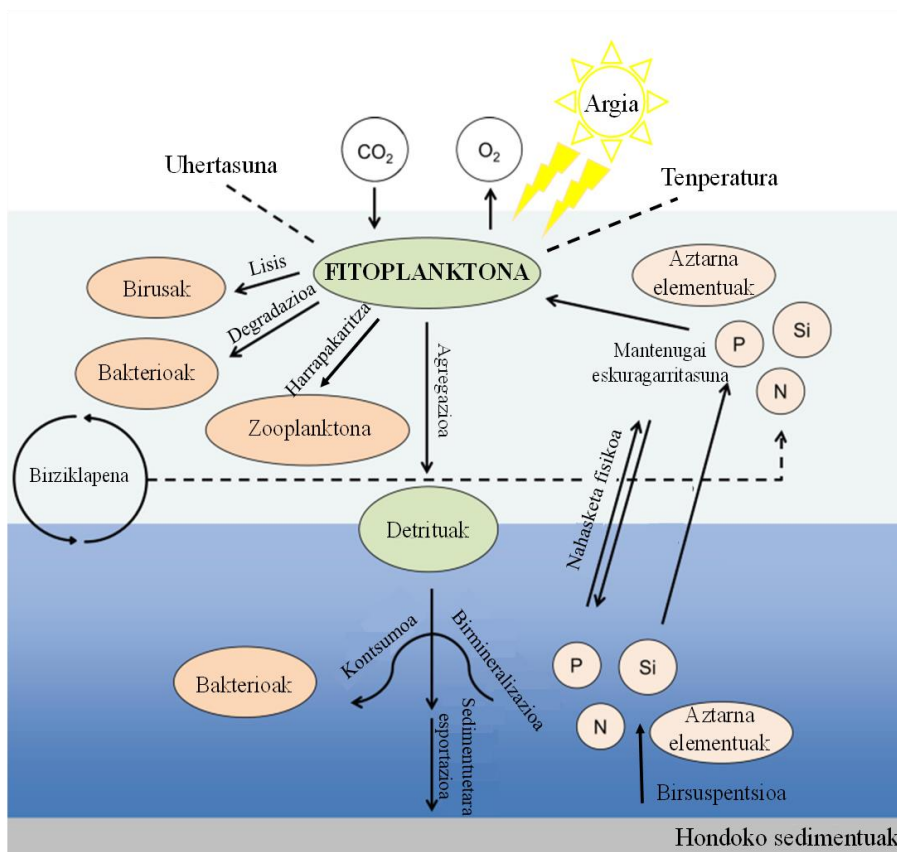 Argia
CO2
O2
Uhertasuna
Tenperatura
FITOPLANKTONA
Lisis
Birusak
Degradazioa
Bakterioak
Harrapakaritza
Zooplanktona
Agregazioa
Aztarna
elementuak
P
Si
N
Mantenugai
eskuragarritasuna
Birziklapena
Nahasketa fisikoa
Detrituak
Kontsumoa
Birmineralizazioa
Bakterioak
Sedimentuetara
esportazioa
P
Si
N
Aztarna
elementuak
Birsuspentsioa
Hondoko sedimentuak